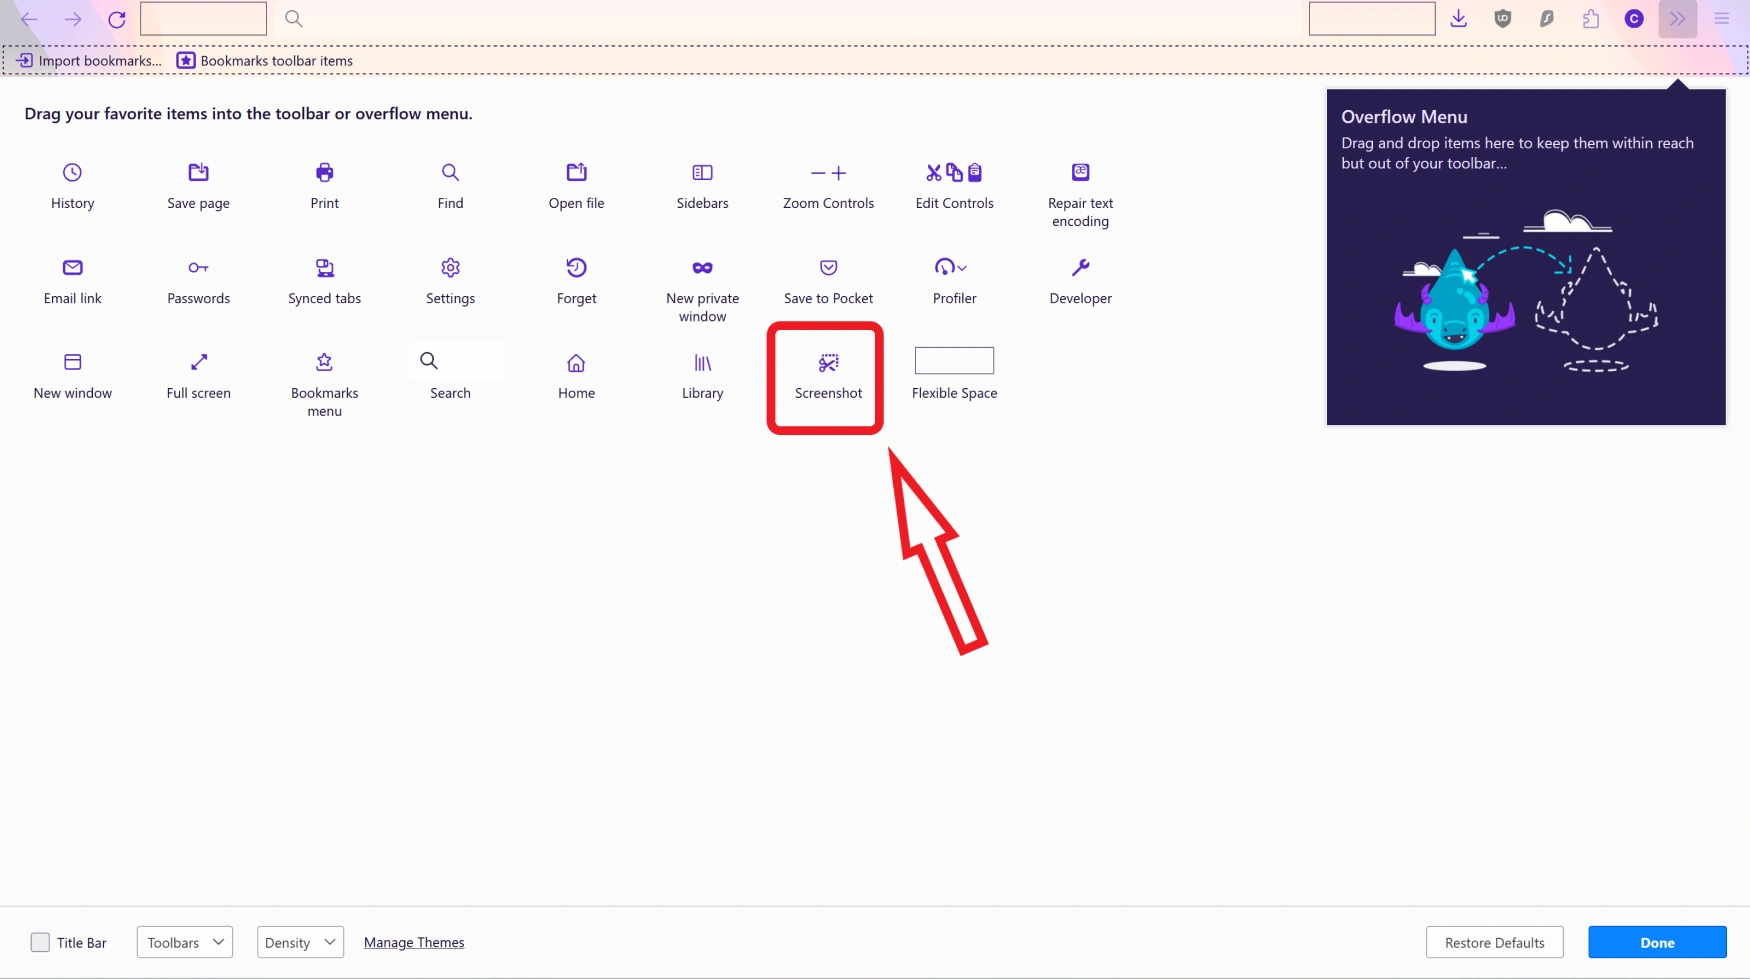 C
Import bookmarks...
Bookmarks toolbar items
Drag your favorite items into the toolbar or overflow menu.
Overflow Menu
Drag and drop items here to keep them within reach
but out of your toolbar...
History
Save page
Print
Find
Open file
Sidebars
Zoom Controls
Edit Controls
Repair text
encoding
Email link
Passwords
Synced tabs
Settings
Forget
New private
window
Save to Pocket
Profiler
Developer
New window
Full screen
Bookmarks
menu
Search
Home
Library
Screenshot
Flexible Space
Title Bar
Toolbars
Density
Manage Themes
Restore Defaults
Done